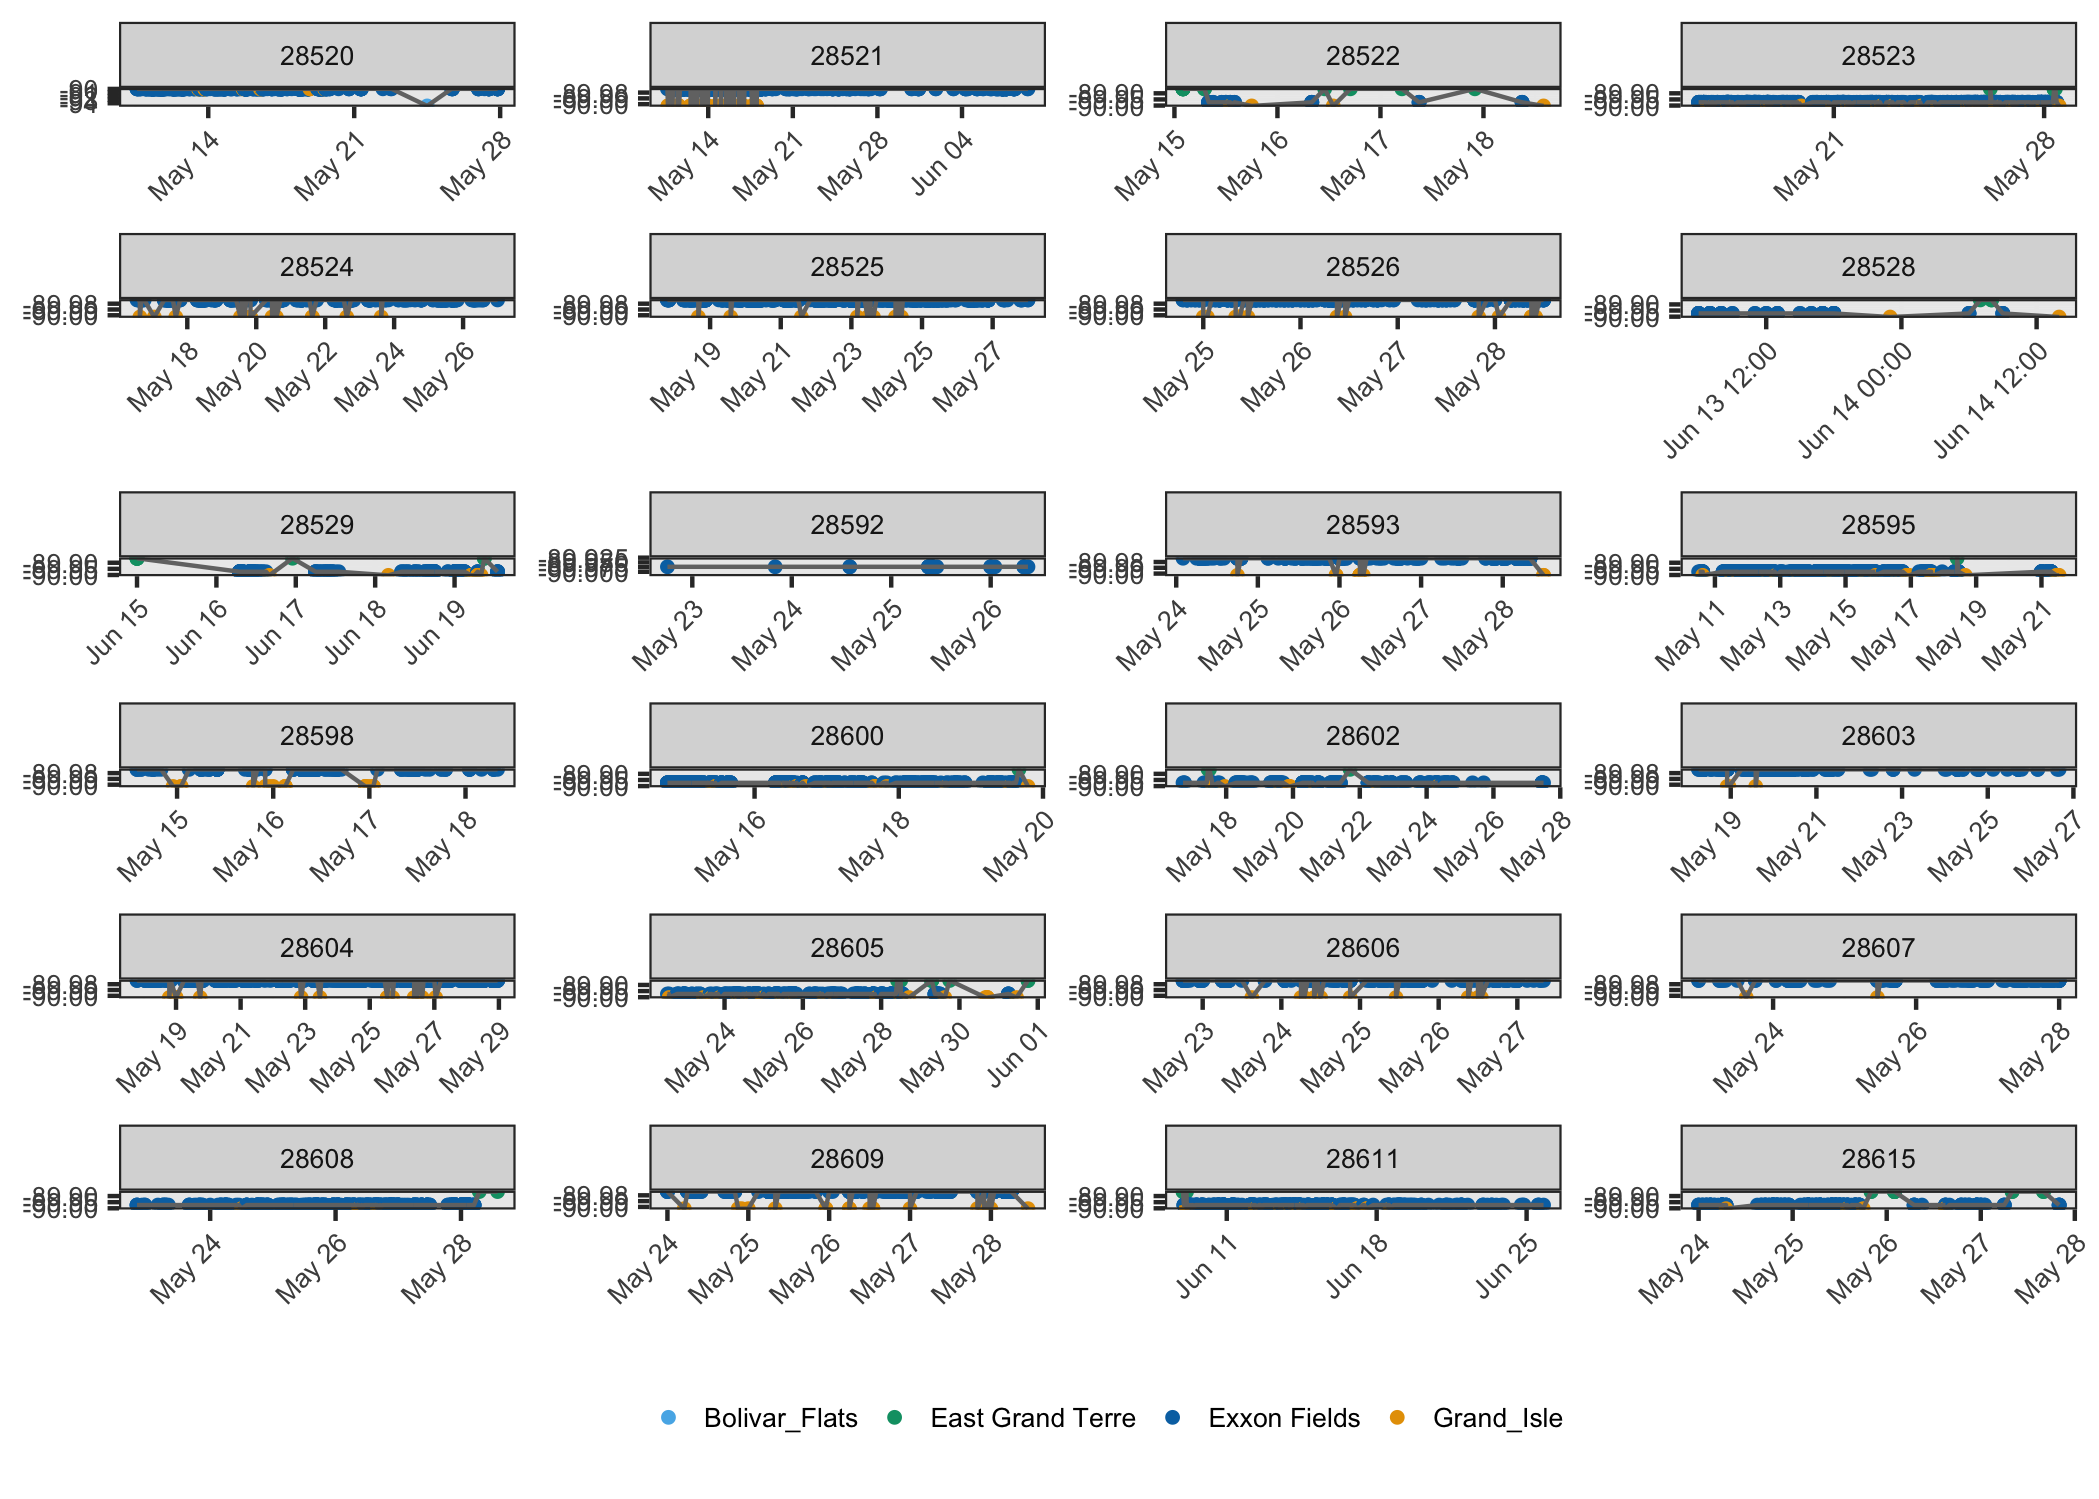 28520 28521 28522 28523
May 14 May 21 May 28 May 14 May 21 May 28 Jun 04 May 15 May 16 May 17 May 18 May 21 May 28
28524 28525 28526 28528
May 18 May 20 May 22 May 24 May 26 May 19 May 21 May 23 May 25 May 27 May 25 May 26 May 27 May 28 Jun 13 12:00 Jun 14 00:00 Jun 14 12:00
28529 28592 28593 28595
Jun 15 Jun 16 Jun 17 Jun 18 Jun 19 May 23 May 24 May 25 May 26 May 24 May 25 May 26 May 27 May 28 May 11 May 13 May 15 May 17 May 19 May 21
28598 28600 28602 28603
May 15 May 16 May 17 May 18 May 16 May 18 May 20 May 18 May 20 May 22 May 24 May 26 May 28 May 19 May 21 May 23 May 25 May 27
28604 28605 28606 28607
May 19 May 21 May 23 May 25 May 27 May 29 May 24 May 26 May 28 May 30 Jun 01 May 23 May 24 May 25 May 26 May 27 May 24 May 26 May 28
28608 28609 28611 28615
May 24 May 26 May 28 May 24 May 25 May 26 May 27 May 28 Jun 11 Jun 18 Jun 25 May 24 May 25 May 26 May 27 May 28
Bolivar_Flats East Grand Terre Exxon Fields Grand_Isle